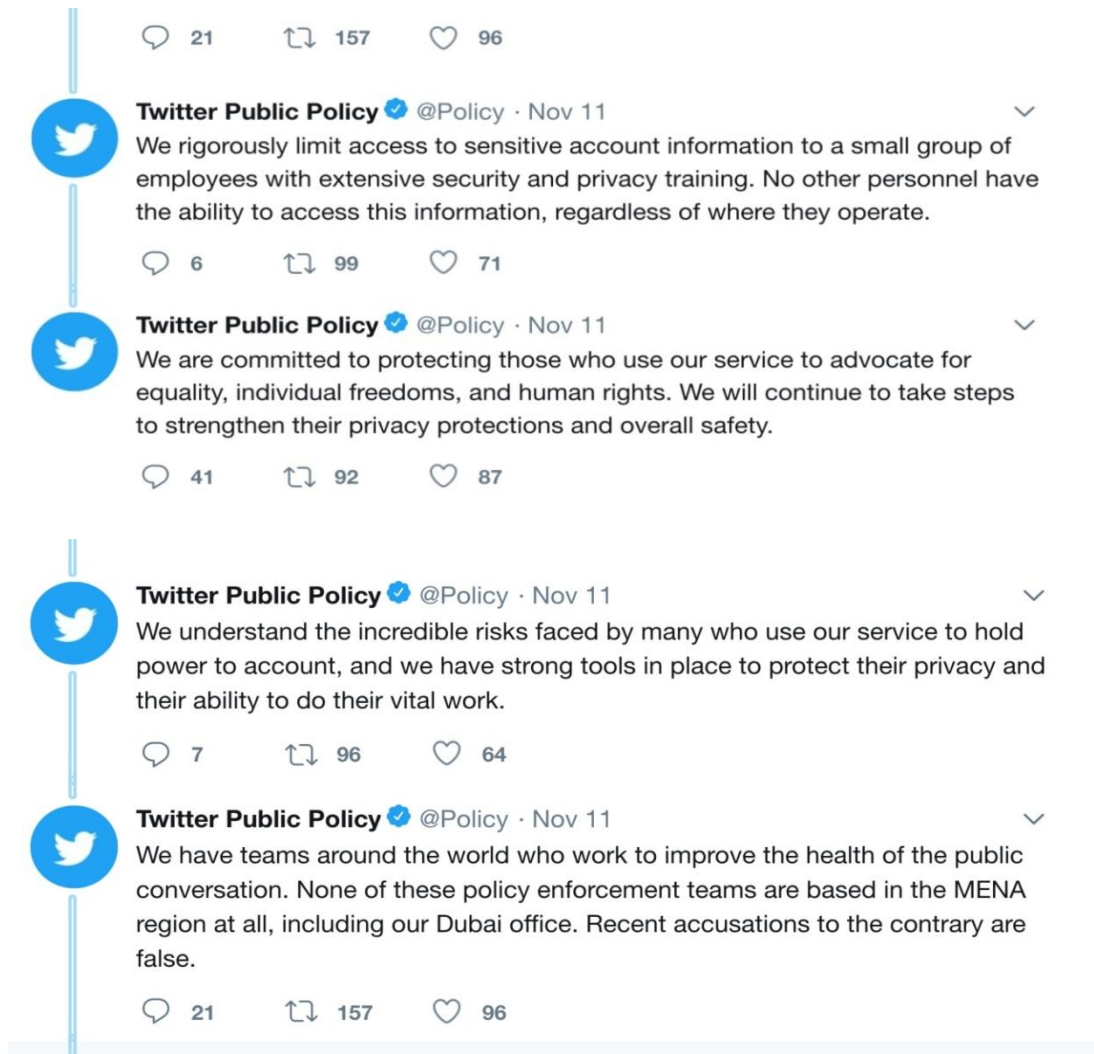 21 157 96
Twitter Public Policy @Policy · Nov 11
We rigorously limit access to sensitive account information to a small group of
employees with extensive security and privacy training. No other personnel have
the ability to access this information, regardless of where they operate.
6 99 71
Twitter Public Policy @Policy · Nov 11
We are committed to protecting those who use our service to advocate for
equality, individual freedoms, and human rights. We will continue to take steps
to strengthen their privacy protections and overall safety.
41 92 87
Twitter Public Policy @Policy · Nov 11
We understand the incredible risks faced by many who use our service to hold
power to account, and we have strong tools in place to protect their privacy and
their ability to do their vital work.
7 96 64
Twitter Public Policy @Policy · Nov 11
We have teams around the world who work to improve the health of the public
conversation. None of these policy enforcement teams are based in the MENA
region at all, including our Dubai office. Recent accusations to the contrary are
false.
21 157 96